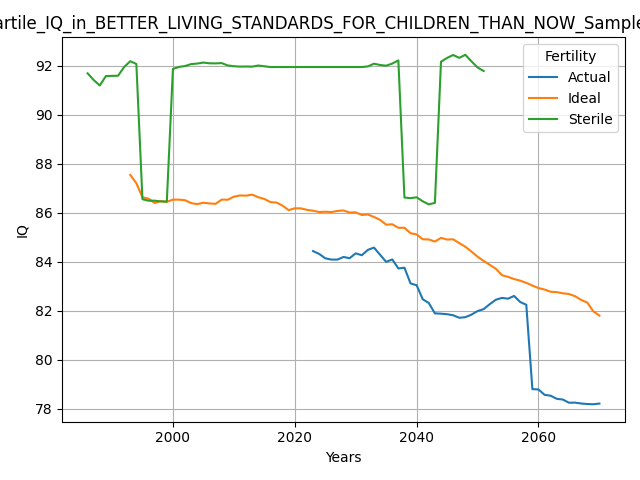 artile_IQ_in_BETTER_LIVING_STANDARDS_FOR_CHILDREN_THAN_NOW_Sample
Fertility
Actual
Ideal
Sterile
IQ
92
90
88
86
84
82
80
78
2000 2020 2040 2060
Years